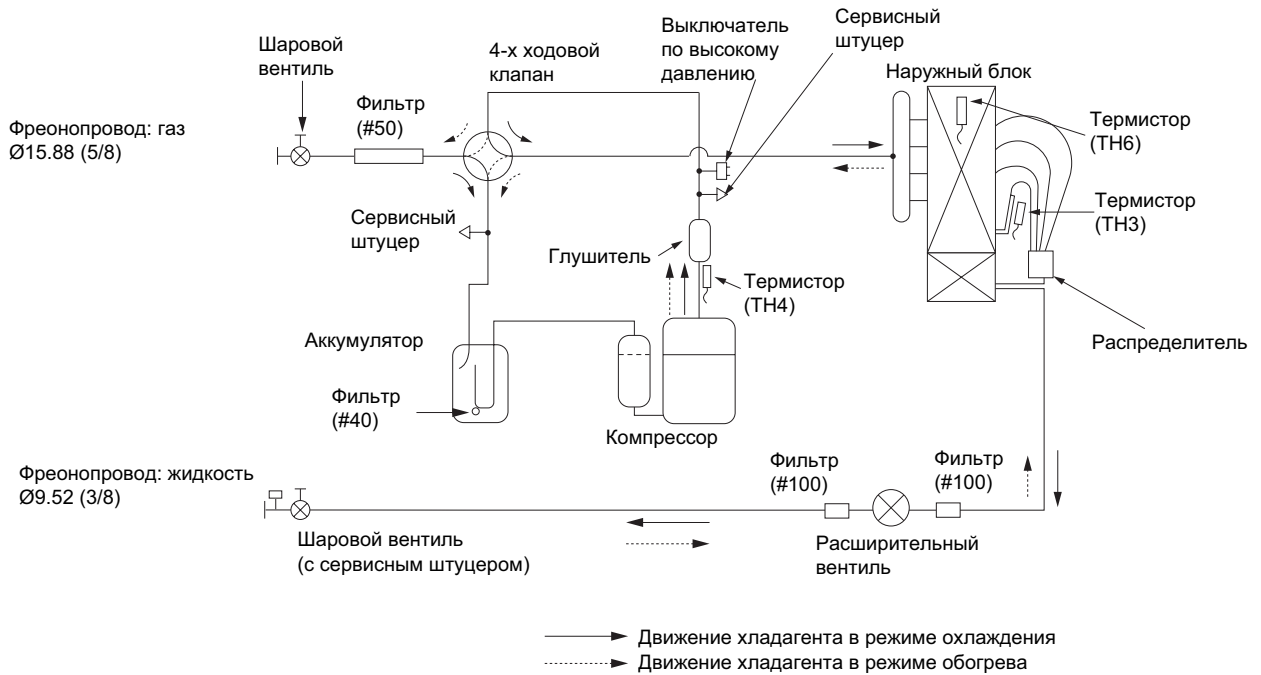 Шаровой
вентиль
4-х ходовой
клапан
Выключатель
по высокому
давлению
Сервисный
штуцер
Наружный блок
Фильтр
(#50)
Фреонопровод: газ
Ø15.88 (5/8)
Термистор
(TH6)
Термистор
(TH3)
Сервисный
штуцер
Глушитель
Термистор
(TH4)
Аккумулятор
Распределитель
Фильтр
(#40)
Компрессор
Фреонопровод: жидкость
Ø9.52 (3/8)
Фильтр
(#100)
Фильтр
(#100)
Шаровой вентиль
(с сервисным штуцером)
Расширительный
вентиль
Движение хладагента в режиме охлаждения
Движение хладагента в режиме обогрева